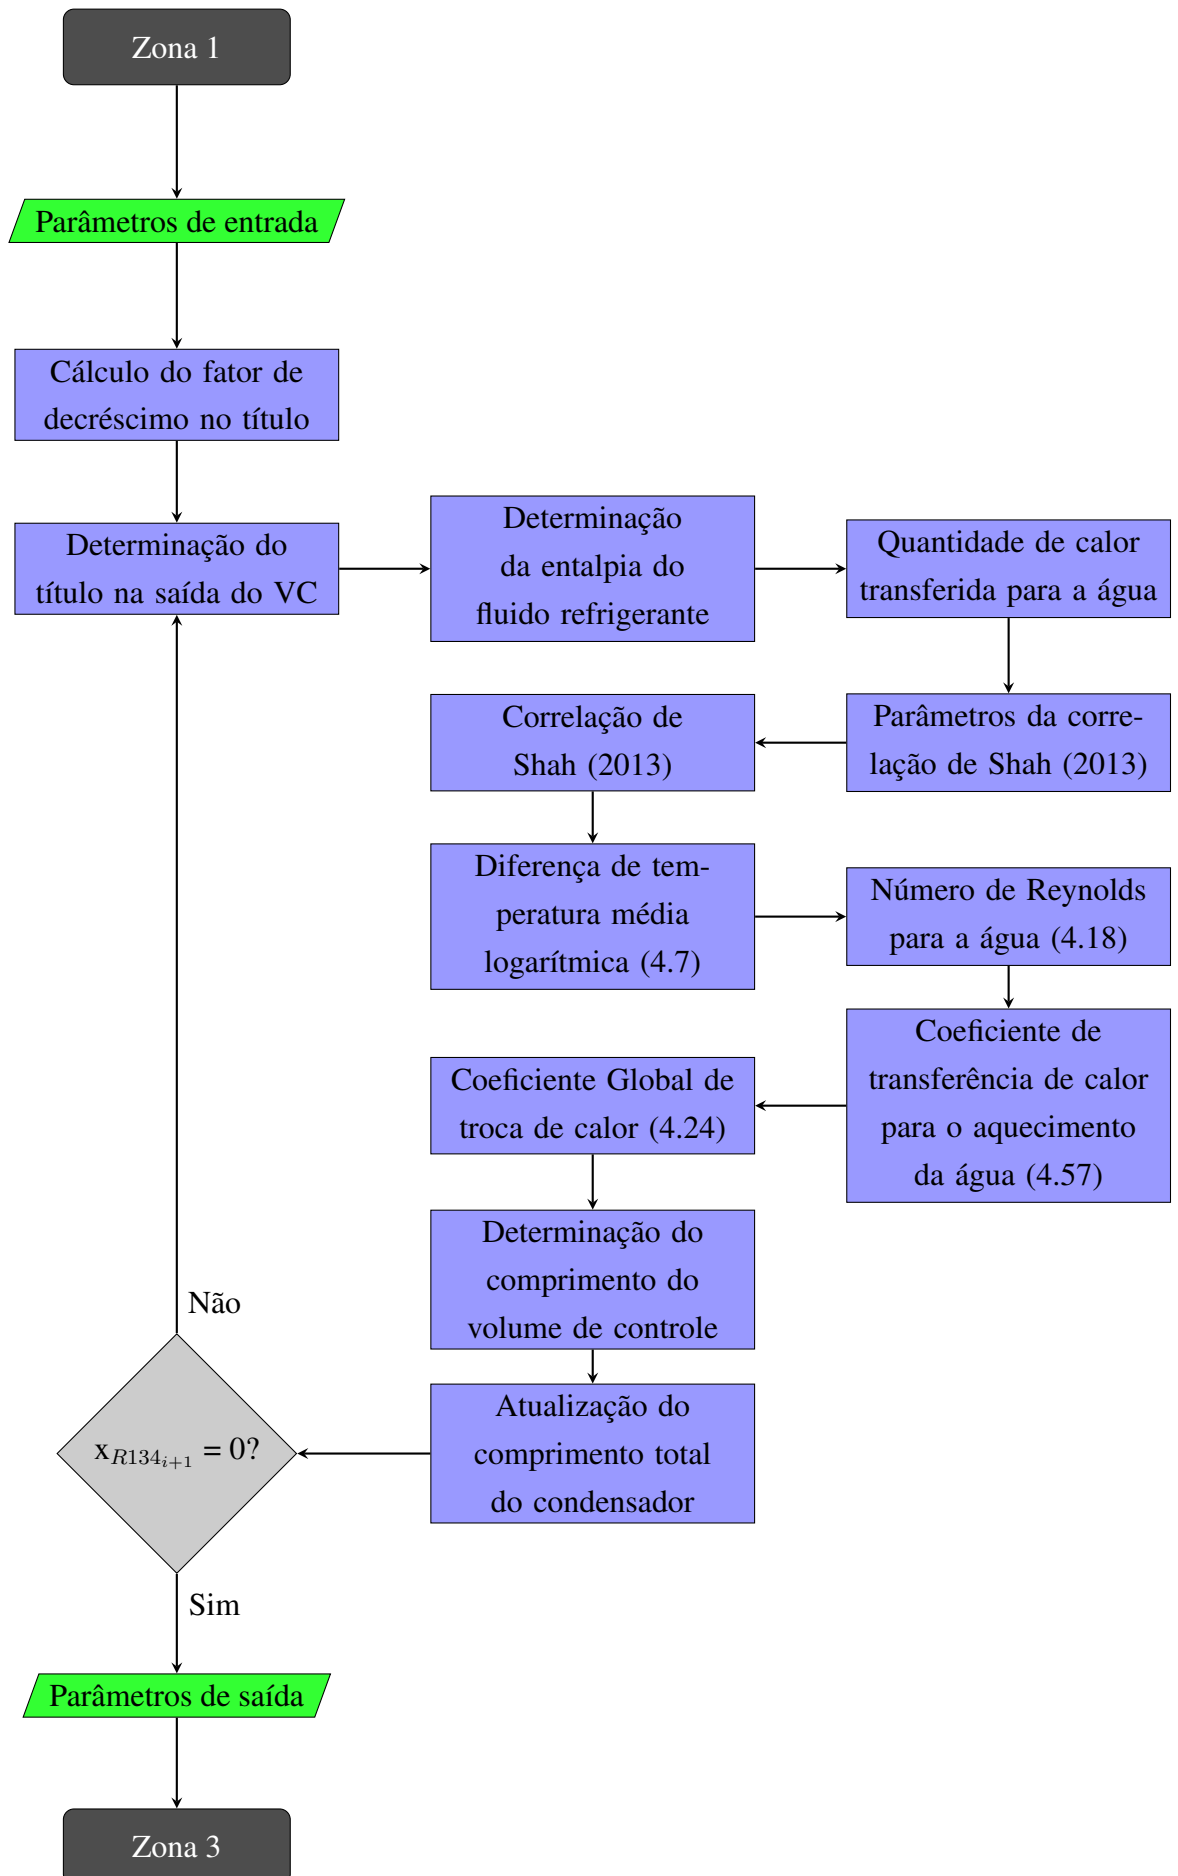 Zona 1
Parâmetros de entrada
Cálculo do fator de
decréscimo no título
Determinação do
título na saída do VC
Determinação
da entalpia do
fluido refrigerante
Quantidade de calor
transferida para a água
Parâmetros da corre-
lação de Shah (2013)
Correlação de
Shah (2013)
Diferença de tem-
peratura média
logarítmica (4.7)
Número de Reynolds
para a água (4.18)
Coeficiente de
transferência de calor
para o aquecimento
da água (4.57)
Coeficiente Global de
troca de calor (4.24)
Determinação do
comprimento do
volume de controle
Atualização do
comprimento total
do condensador
Não
x_{R134_{i+1}} = 0?
Sim
Parâmetros de saída
Zona 3